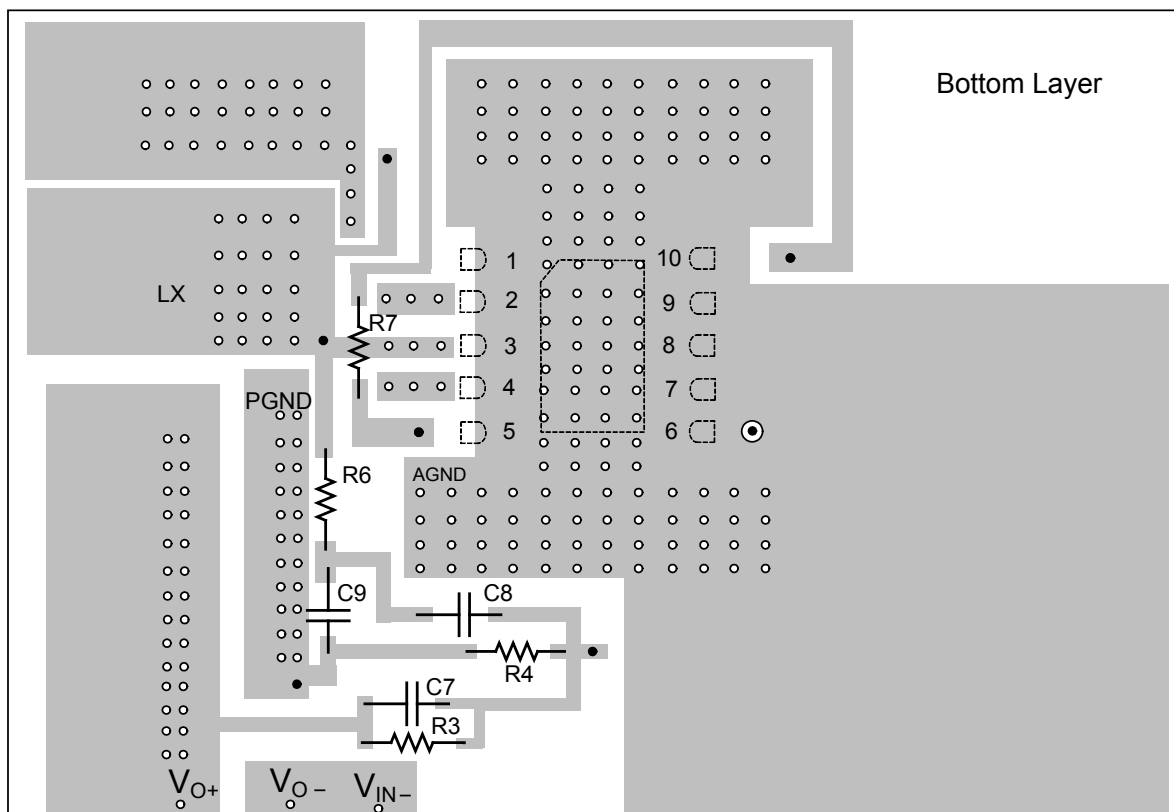 Bottom Layer
1 10
LX
2 9
R7
3 8
4 7
PGND
5 6
R6
AGND
C9
C8
R4
C7
R3
VO+
VO–
VIN–